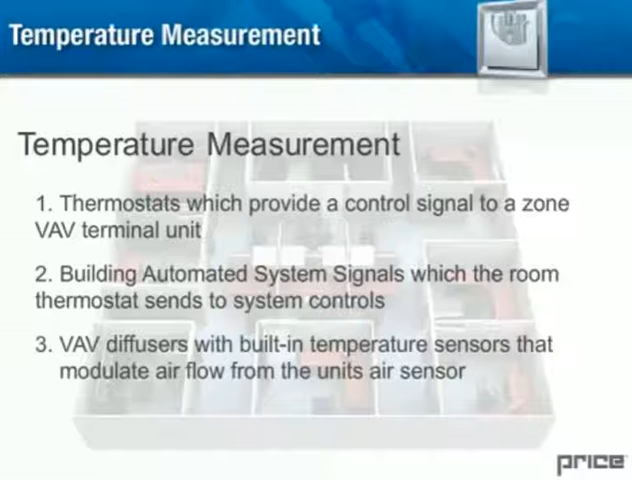 Temperature Measurement
Temperature Measurement
1. Thermostats which provide a control signal to a zone
VAV terminal unit
2. Building Automated System Signals which the room
thermostat sends to system controls
3. VAV diffusers with built-in temperature sensors that
modulate air flow from the units air sensor
PRICE